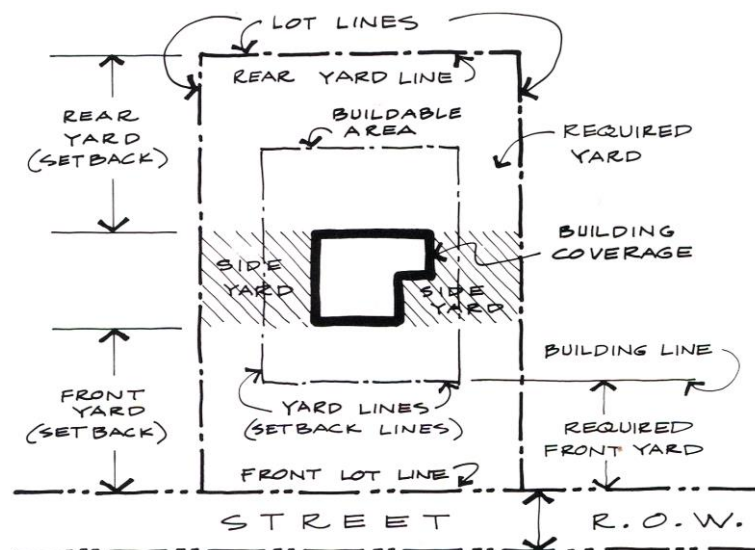 LOT LINES
REAR YARD LINE
REAR
YARD
(SETBACK)
BUILDABLE
AREA
REQUIRED
YARD
BUILDING
COVERAGE
SIDE
YARD
SIDE
YARD
BUILDING LINE
FRONT
YARD
(SETBACK)
YARD LINES
(SETBACK LINES)
REQUIRED
FRONT YARD
FRONT LOT LINE
STREET
R.O.W.